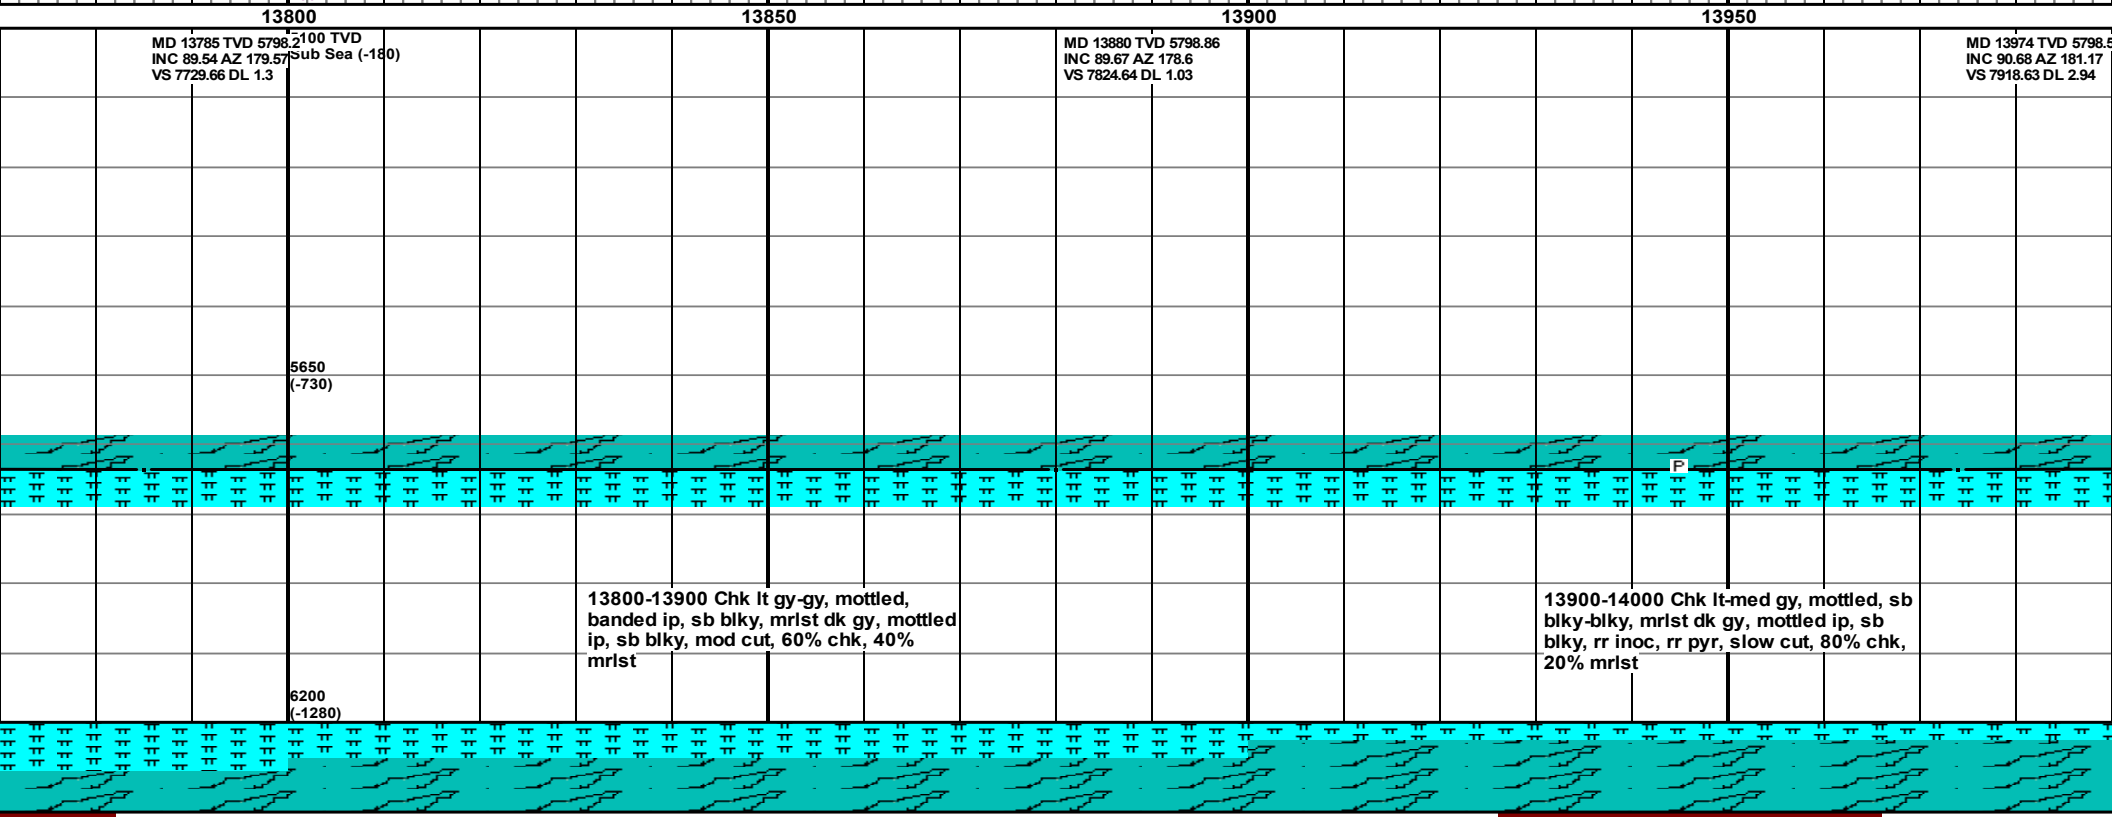 13800
13850
13900
13950
MD 13785 TVD 5798.2
INC 89.54 AZ 179.57
VS 7729.66 DL 1.3
100 TVD
Sub Sea (-180)
MD 13880 TVD 5798.86
INC 89.67 AZ 178.6
VS 7824.64 DL 1.03
MD 13974 TVD 5798.5
INC 90.68 AZ 181.17
VS 7918.63 DL 2.94
5650
(-730)
P
13800-13900 Chk lt gy-gy, mottled,
banded ip, sb blky, mrlst dk gy, mottled
ip, sb blky, mod cut, 60% chk, 40%
mrlst
13900-14000 Chk lt-med gy, mottled, sb
blky-blky, mrlst dk gy, mottled ip, sb
blky, rr inoc, rr pyr, slow cut, 80% chk,
20% mrlst
6200
(-1280)